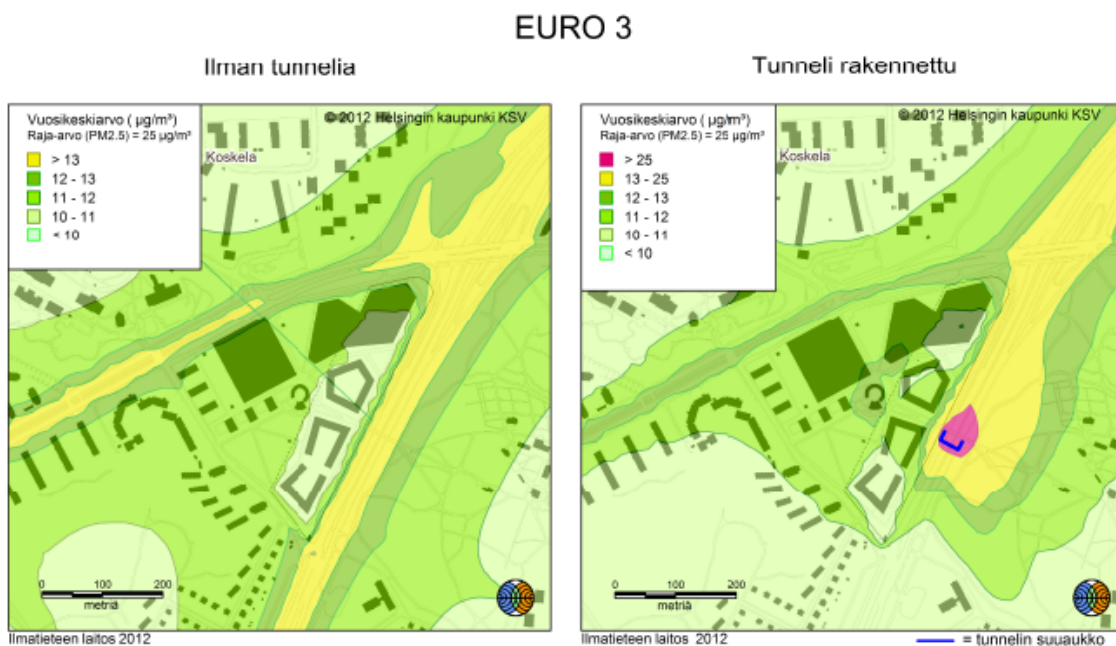 EURO 3
Ilman tunnelia
Tunneli rakennettu
Vuosikeskiarvo ( µg/m³)
Raja-arvo (PM2.5) = 25 µg/m³
> 13
12 - 13
11 - 12
10 - 11
< 10
© 2012 Helsingin kaupunki KSV
Koskela
0 100 200
metriä
Ilmatieteen laitos 2012
Vuosikeskiarvo ( µg/m³)
Raja-arvo (PM2.5) = 25 µg/m³
> 25
13 - 25
12 - 13
11 - 12
10 - 11
< 10
© 2012 Helsingin kaupunki KSV
Koskela
0 100 200
metriä
Ilmatieteen laitos 2012
= tunnelin suuaukko